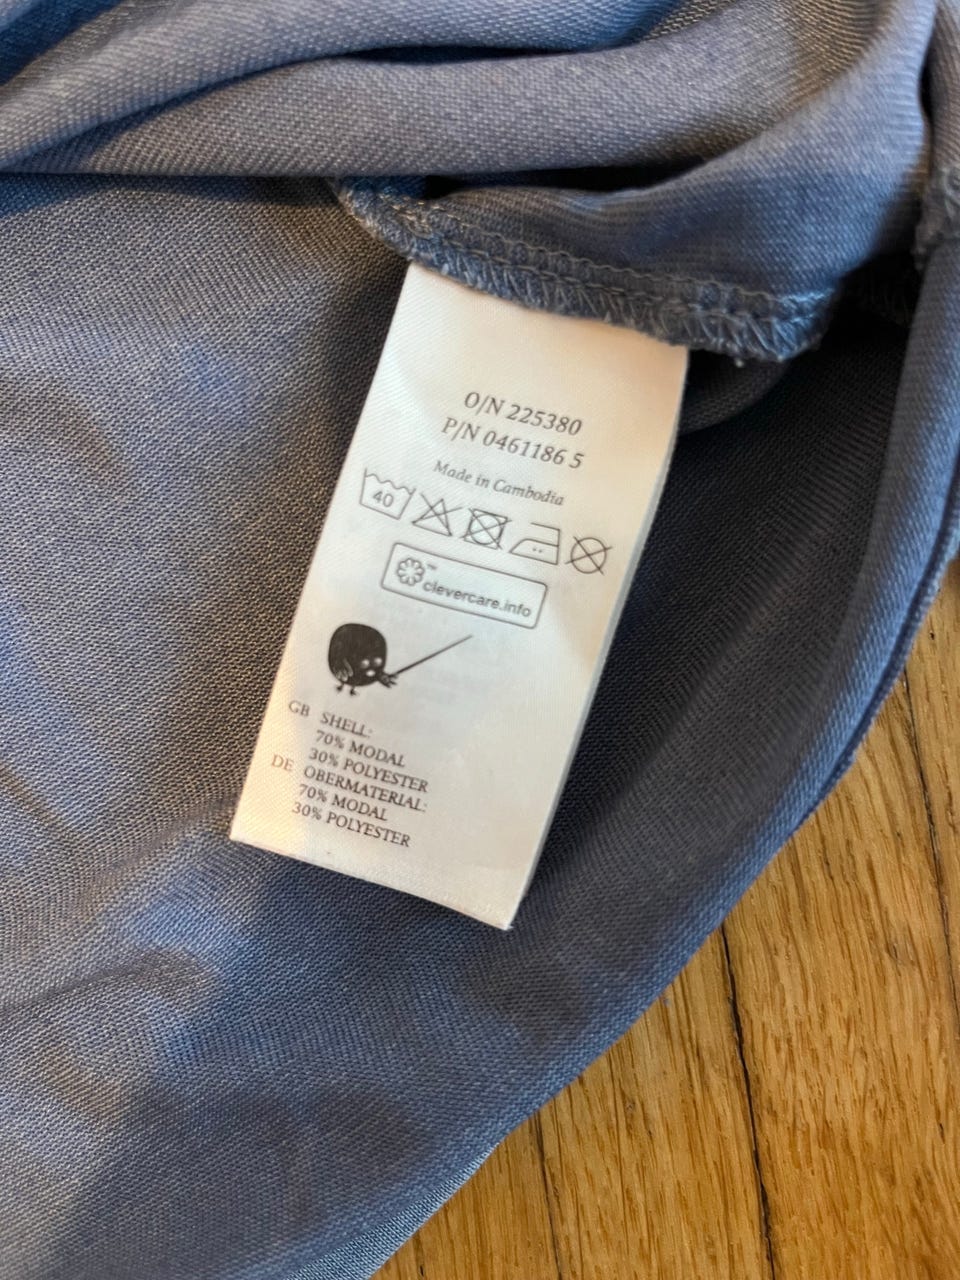 O/N 225380
P/N 0461186 5
Made in Cambodia
40
clevercare.info
GB SHELL:
70% MODAL
30% POLYESTER
DE OBERMATERIAL:
70% MODAL
30% POLYESTER